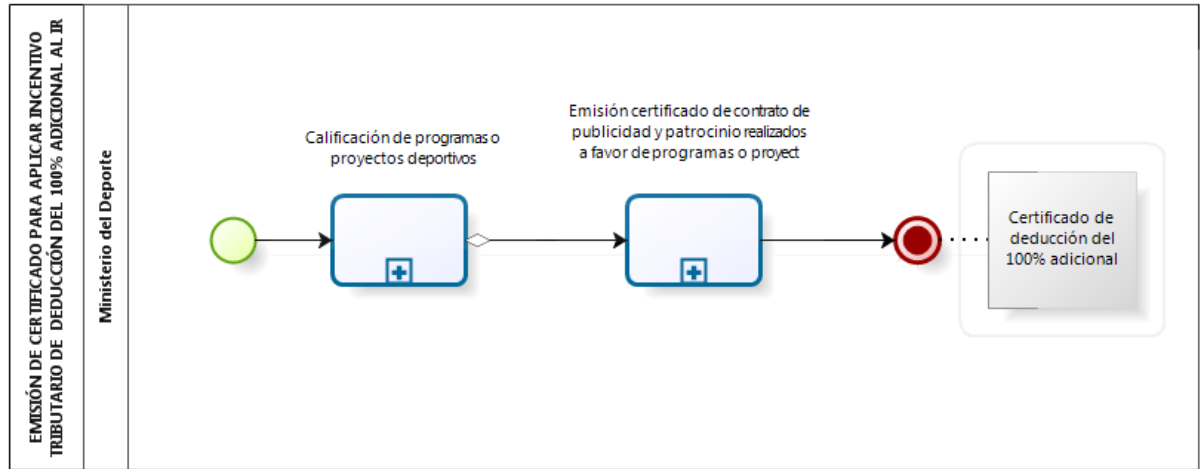 EMISIÓN DE CERTIFICADO PARA APLICAR INCENTIVO
TRIBUTARIO DE DEDUCCIÓN DEL 100% ADICIONAL AL IR
Ministerio del Deporte
Calificación de programas o
proyectos deportivos
Emisión certificado de contrato de
publicidad y patrocinio realizados
a favor de programas o proyect
Certificado de
deducción del
100% adicional